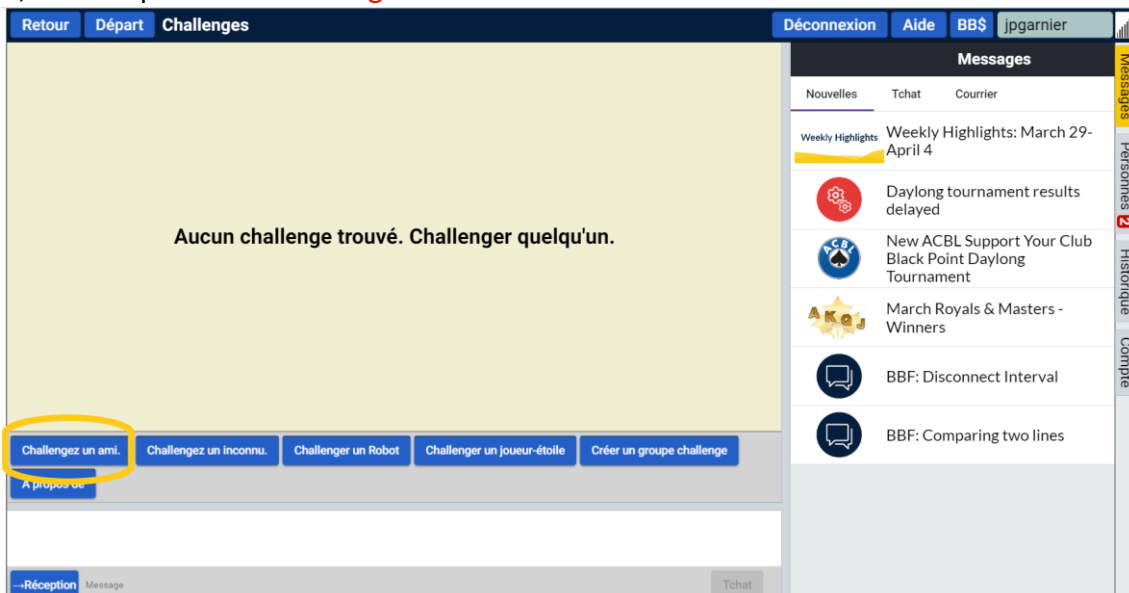 Retour Départ Challenges Déconnexion Aide BB$ jpgarnier
Aucun challenge trouvé. Challenger quelqu'un.
Challengez un ami. Challengez un inconnu. Challenger un Robot Challenger un joueur-étoile Créer un groupe challenge
A propos de
→Réception Message Tchat
Messages
Nouvelles Tchat Courrier
Weekly Highlights
Weekly Highlights: March 29-
April 4
Daylong tournament results
delayed
ACBL
New ACBL Support Your Club
Black Point Daylong
Tournament
A K Q J
March Royals & Masters -
Winners
BBF: Disconnect Interval
BBF: Comparing two lines
Messages
Personnes 2
Historique
Compte